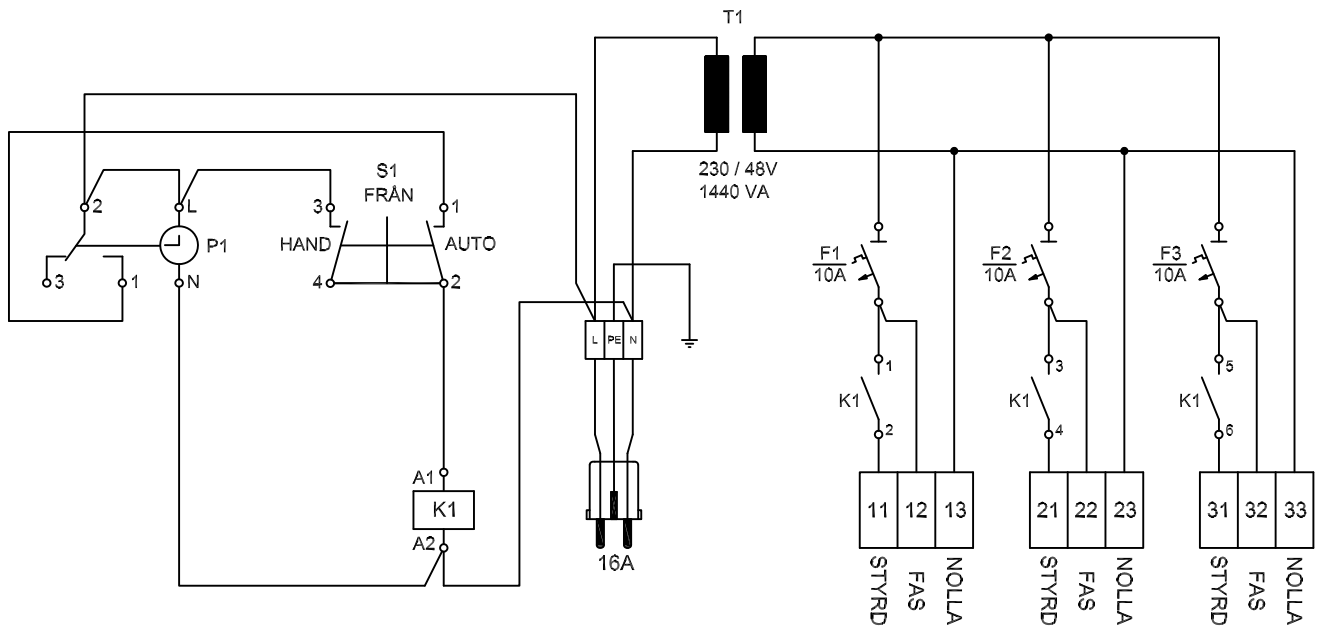 T1
230 / 48V
1440 VA
S1
FRÅN
2
L
3
1
HAND
AUTO
P1
3
1
N
4
2
L PE N
A1
K1
A2
16A
F1
10A
F2
10A
F3
10A
1
3
5
K1
K1
K1
2
4
6
11 12 13
21 22 23
31 32 33
STYRD
FAS
NOLLA
STYRD
FAS
NOLLA
STYRD
FAS
NOLLA